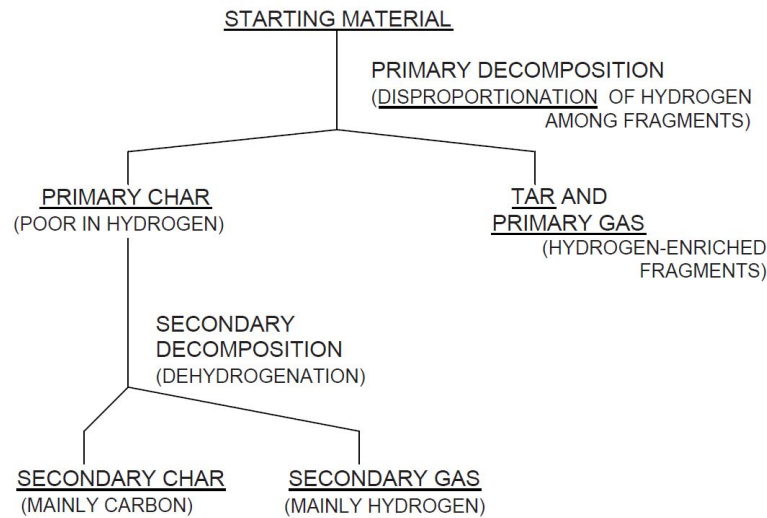 STARTING MATERIAL
PRIMARY DECOMPOSITION
(DISPROPORTIONATION OF HYDROGEN
AMONG FRAGMENTS)
PRIMARY CHAR
(POOR IN HYDROGEN)
TAR AND
PRIMARY GAS
(HYDROGEN-ENRICHED
FRAGMENTS)
SECONDARY
DECOMPOSITION
(DEHYDROGENATION)
SECONDARY CHAR
(MAINLY CARBON)
SECONDARY GAS
(MAINLY HYDROGEN)